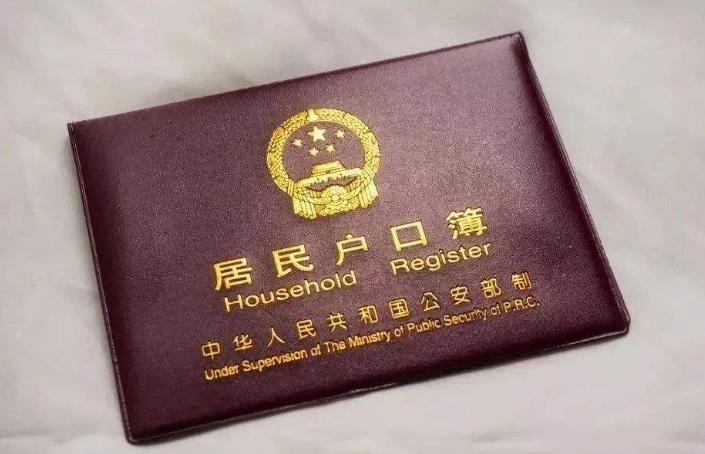 居民户口簿
Household Register
中华人民共和国公安部制
Under Supervision of The Ministry of Public Security of P.R.C.